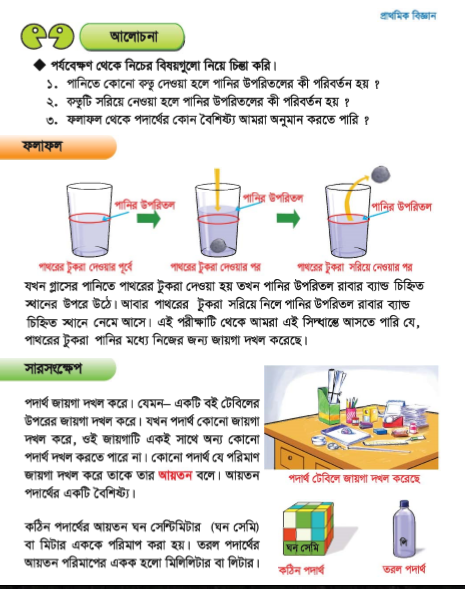 প্রাথমিক বিজ্ঞান
আলোচনা
◆ পর্যবেক্ষণ থেকে নিচের বিষয়গুলো নিয়ে চিন্তা করি।
১. পানিতে কোনো বস্তু দেওয়া হলে পানির উপরিতলের কী পরিবর্তন হয় ?
২. বস্তুটি সরিয়ে নেওয়া হলে পানির উপরিতলের কী পরিবর্তন হয় ?
৩. ফলাফল থেকে পদার্থের কোন বৈশিষ্ট্য আমরা অনুমান করতে পারি ?
ফলাফল
পানির উপরিতল
পানির উপরিতল
পানির উপরিতল
পাথরের টুকরা দেওয়ার পূর্বে
পাথরের টুকরা দেওয়ার পর
পাথরের টুকরা সরিয়ে নেওয়ার পর
যখন গ্লাসের পানিতে পাথরের টুকরা দেওয়া হয় তখন পানির উপরিতল রাবার ব্যান্ড চিহ্নিত
স্থানের উপরে উঠে। আবার পাথরের টুকরা সরিয়ে নিলে পানির উপরিতল রাবার ব্যান্ড
চিহ্নিত স্থানে নেমে আসে। এই পরীক্ষাটি থেকে আমরা এই সিদ্ধান্তে আসতে পারি যে,
পাথরের টুকরা পানির মধ্যে নিজের জন্য জায়গা দখল করেছে।
সারসংক্ষেপ
পদার্থ জায়গা দখল করে। যেমন– একটি বই টেবিলের
উপরের জায়গা দখল করে। যখন পদার্থ কোনো জায়গা
দখল করে, ওই জায়গাটি একই সাথে অন্য কোনো
পদার্থ দখল করতে পারে না। কোনো পদার্থ যে পরিমাণ
জায়গা দখল করে তাকে তার আয়তন বলে। আয়তন
পদার্থের একটি বৈশিষ্ট্য।
পদার্থ টেবিলে জায়গা দখল করেছে
কঠিন পদার্থের আয়তন ঘন সেন্টিমিটার (ঘন সেমি)
বা মিটার এককে পরিমাপ করা হয়। তরল পদার্থের
আয়তন পরিমাপের একক হলো মিলিলিটার বা লিটার।
ঘন সেমি
লি
কঠিন পদার্থ
তরল পদার্থ